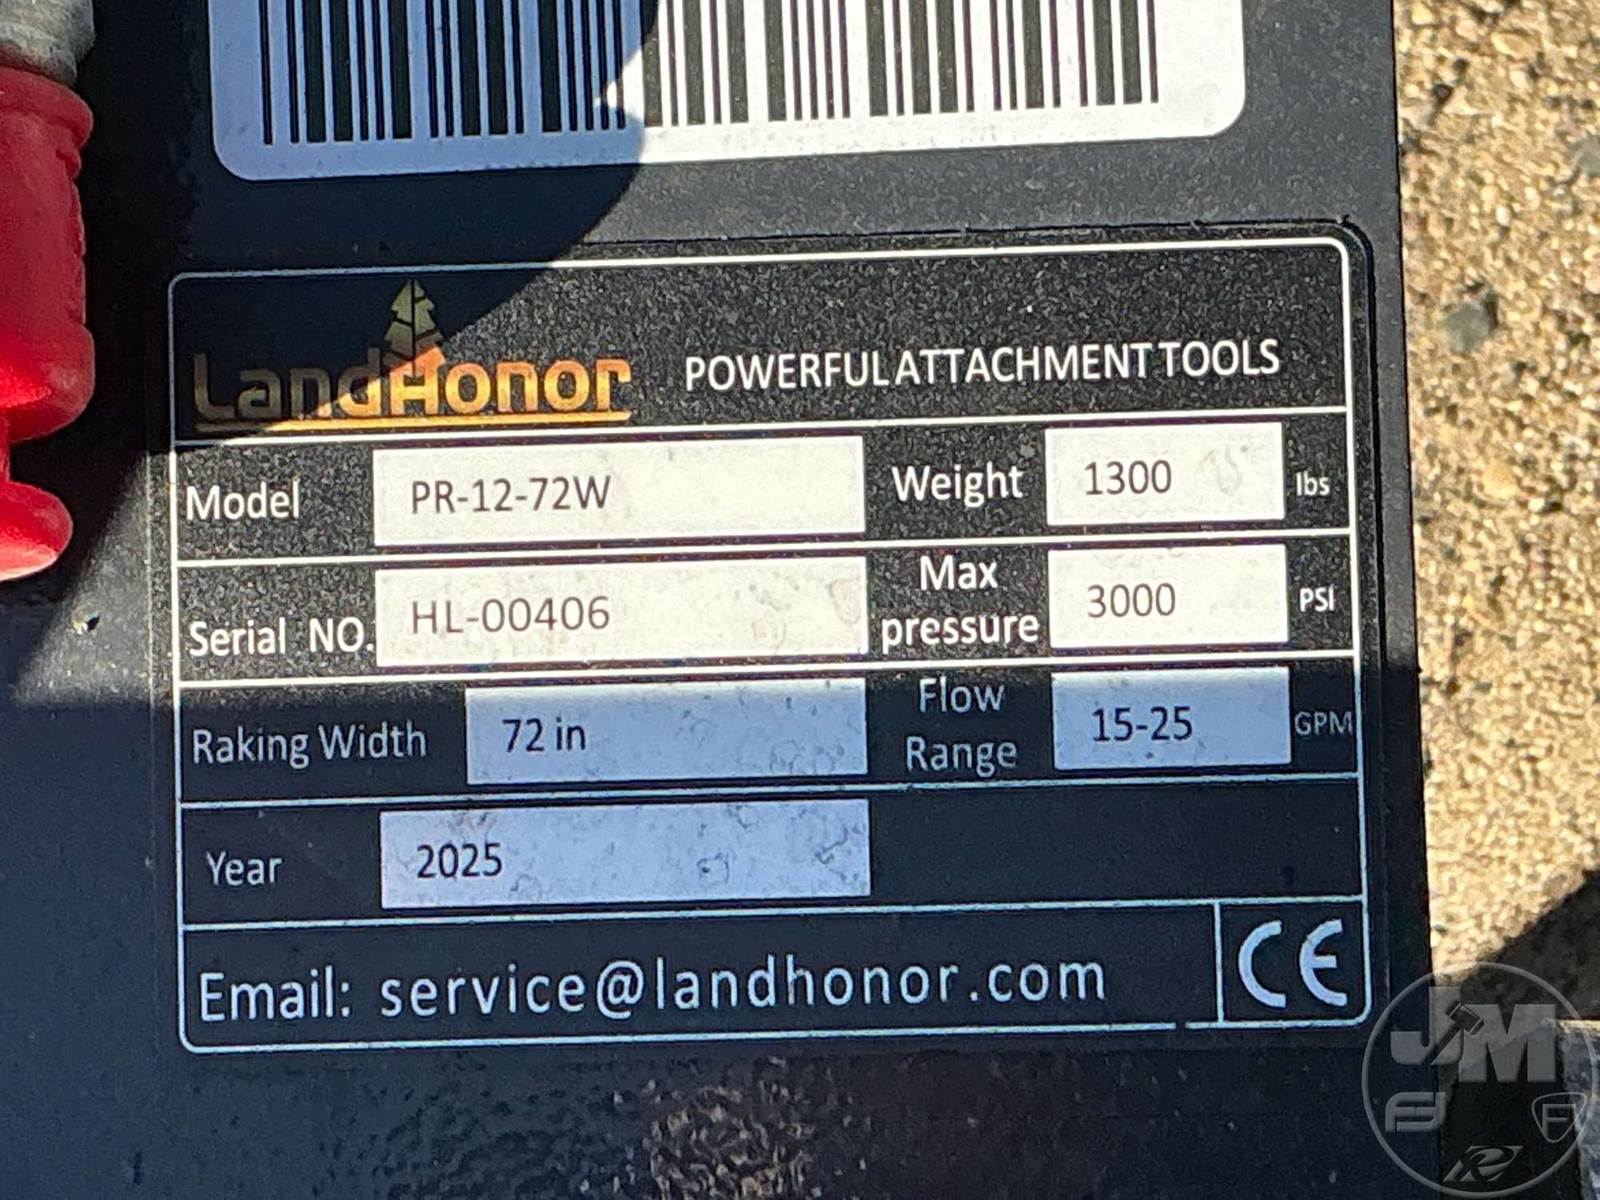 LandHonor POWERFUL ATTACHMENT TOOLS
Model PR-12-72W Weight 1300 lbs
Serial NO. HL-00406 Max pressure 3000 PSI
Raking Width 72 in Flow Range 15-25 GPM
Year 2025
Email: service@landhonor.com CE
JM